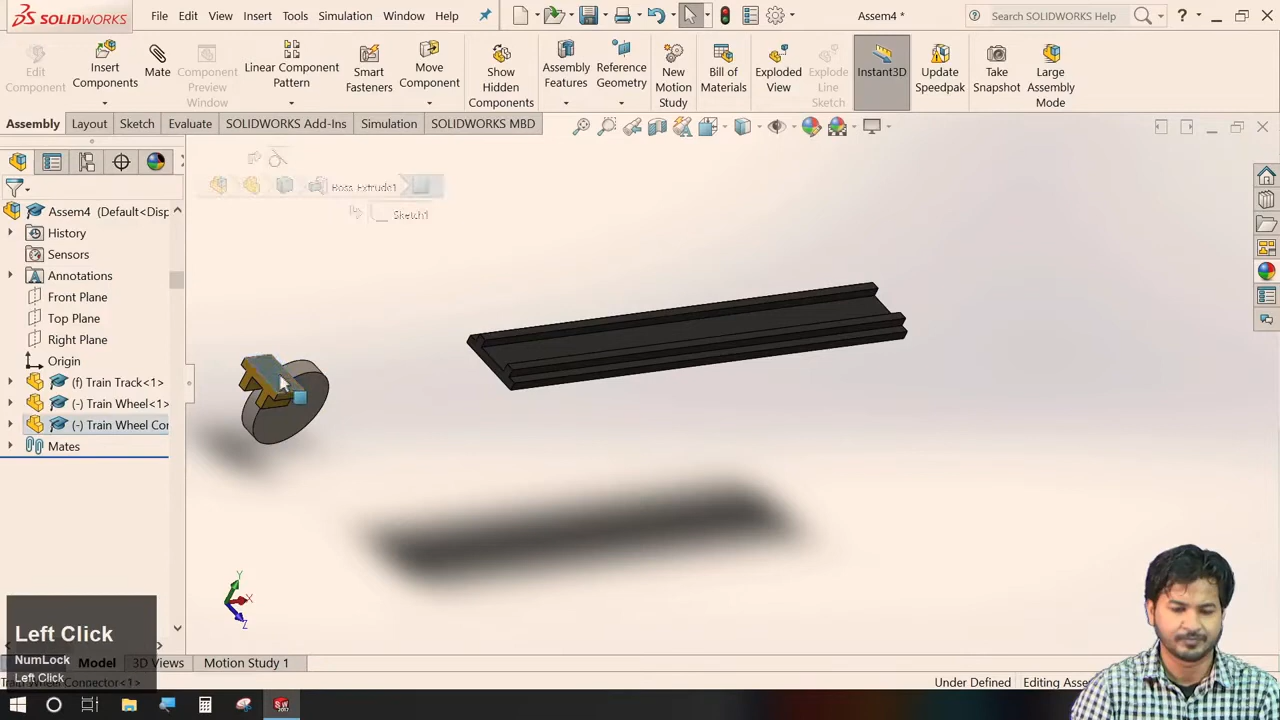 SOLIDWORKS File Edit View Insert Tools Simulation Window Help Assem4 * Search SOLIDWORKS Help
Edit Component
Insert Components
Mate
Component Preview Window
Linear Component Pattern
Smart Fasteners
Move Component
Show Hidden Components
Assembly Features
Reference Geometry
New Motion Study
Bill of Materials
Exploded View
Explode Line Sketch
Instant3D
Update Speedpak
Take Snapshot
Large Assembly Mode
Assembly Layout Sketch Evaluate SOLIDWORKS Add-Ins Simulation SOLIDWORKS MBD
Boss-Extrude1
Sketch1
Assem4 (Default<Disp
History
Sensors
Annotations
Front Plane
Top Plane
Right Plane
Origin
(f) Train Track<1>
(-) Train Wheel<1>
(-) Train Wheel Cor
Mates
Y
X
Z
Left Click
NumLock
Left Click
Model 3D Views Motion Study 1
Train Wheel Connector<1> Under Defined Editing Asse